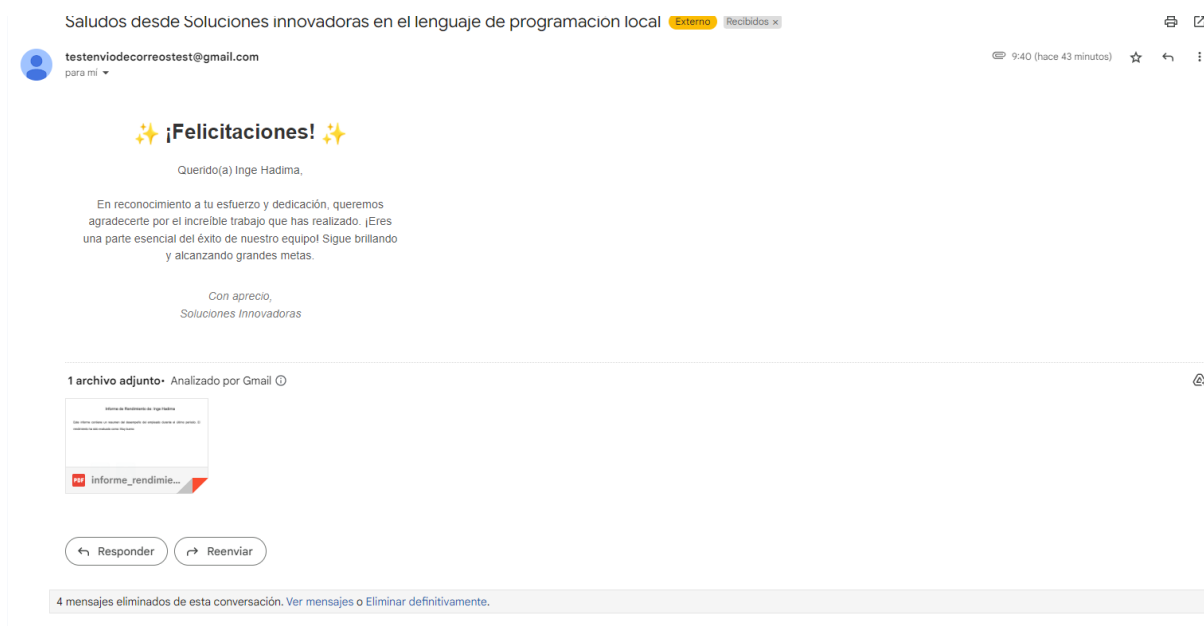 Saludos desde Soluciones innovadoras en el lenguaje de programacion local Externo Recibidos ×
testenviodecorreostest@gmail.com
9:40 (hace 43 minutos)
para mí
✨ ¡Felicitaciones! ✨
Querido(a) Inge Hadima,
En reconocimiento a tu esfuerzo y dedicación, queremos
agradecerte por el increíble trabajo que has realizado. ¡Eres
una parte esencial del éxito de nuestro equipo! Sigue brillando
y alcanzando grandes metas.
Con aprecio,
Soluciones Innovadoras
1 archivo adjunto• Analizado por Gmail
Informe de Rendimiento de: Inge Hadima
PDF informe_rendimie...
Responder Reenviar
4 mensajes eliminados de esta conversación. Ver mensajes o Eliminar definitivamente.